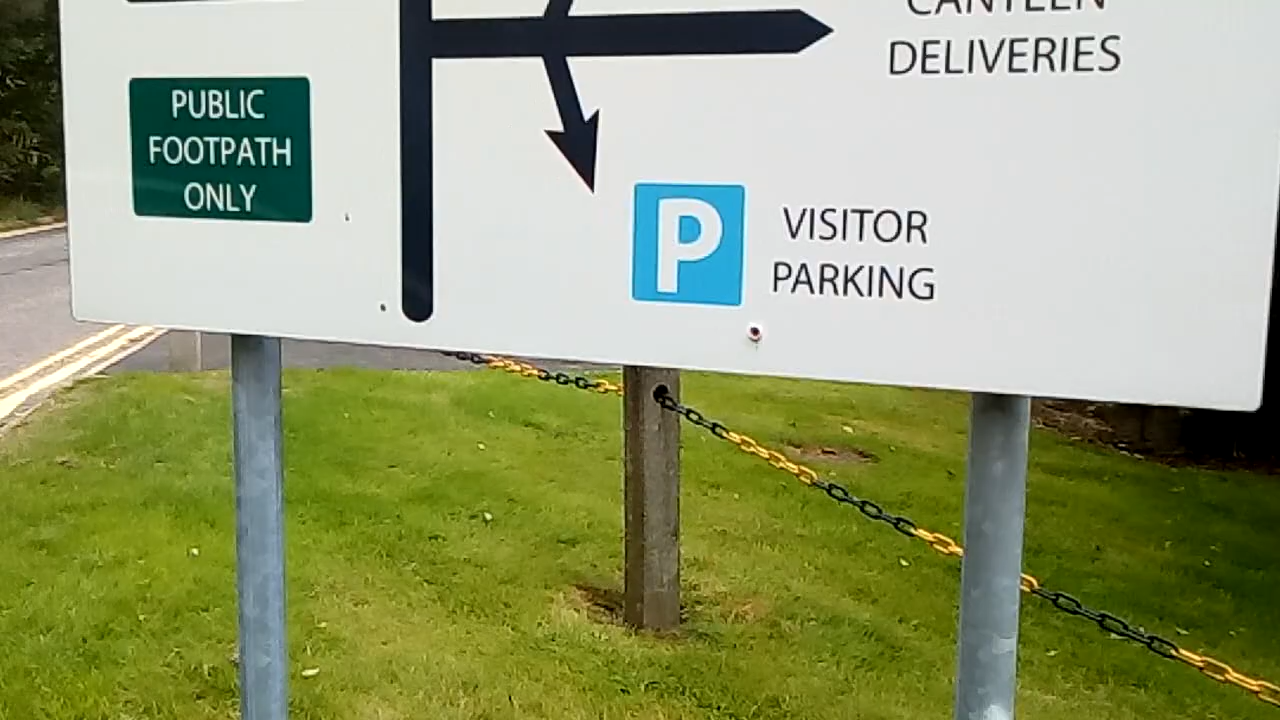 CANTEEN
DELIVERIES
PUBLIC
FOOTPATH
ONLY
P
VISITOR
PARKING